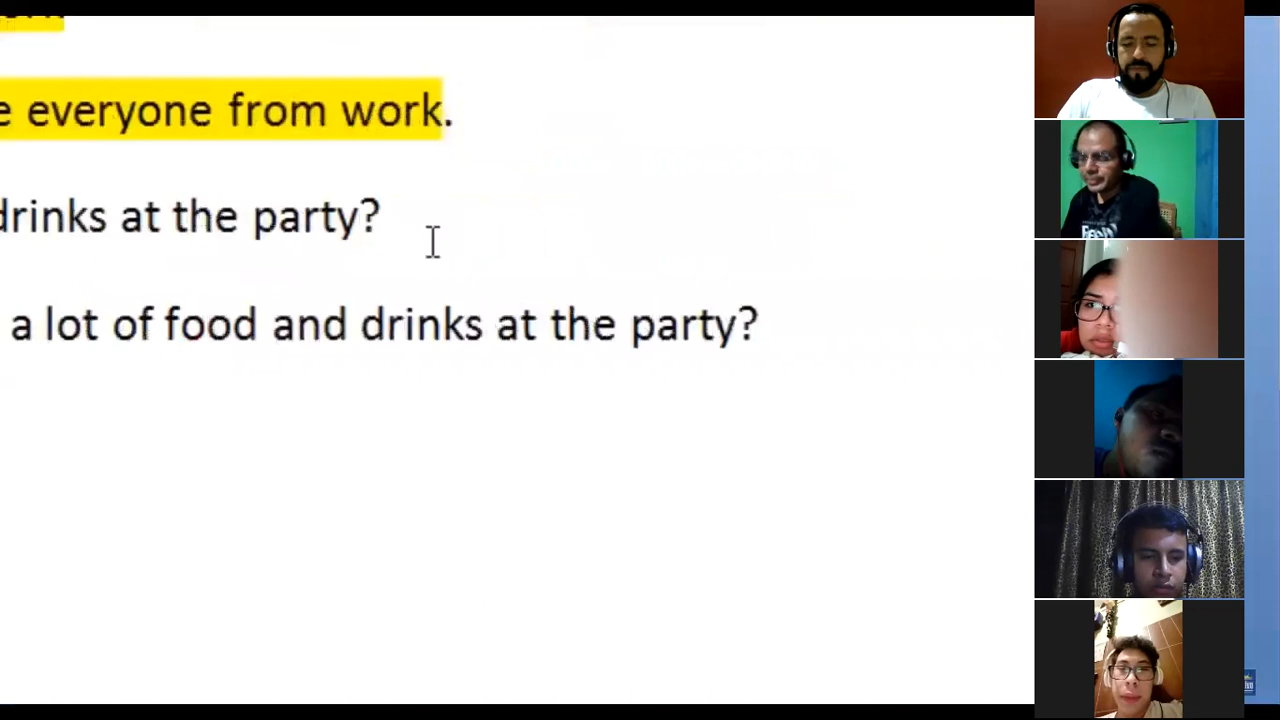 e everyone from work.
drinks at the party?
a lot of food and drinks at the party?